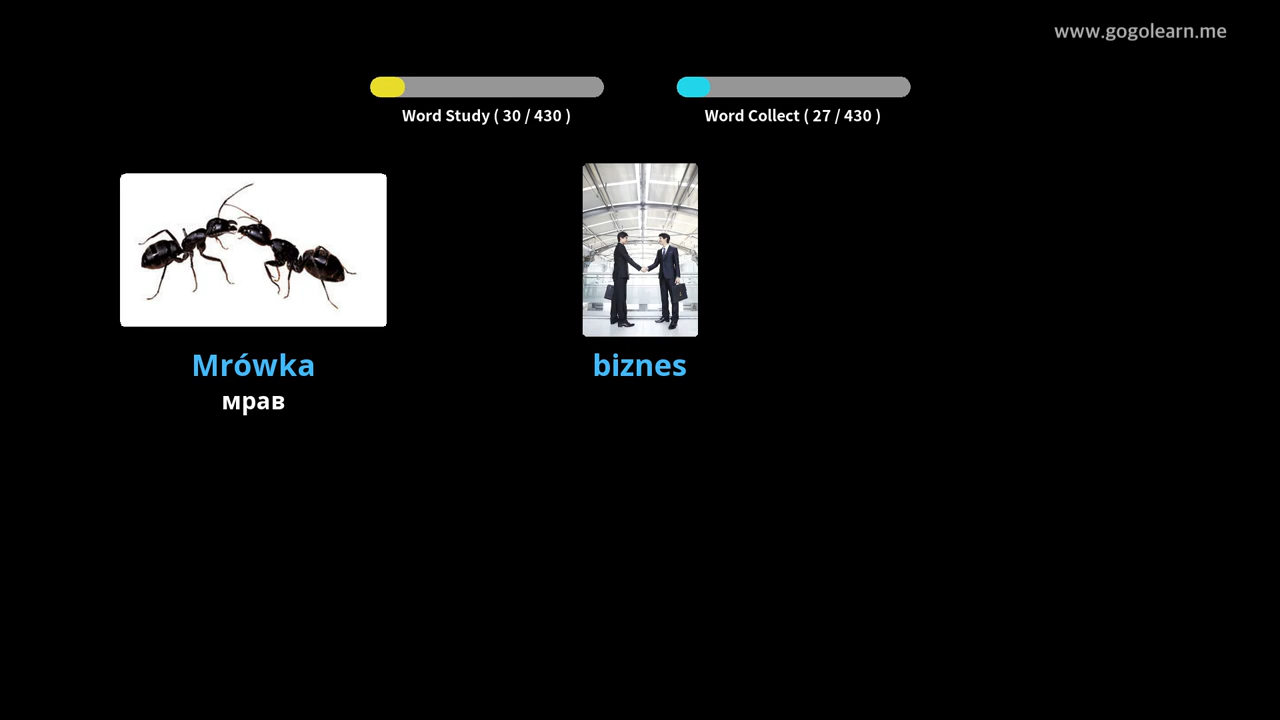 www.gogolearn.me
Word Study ( 30 / 430 )
Word Collect ( 27 / 430 )
Mrówka
мрав
biznes